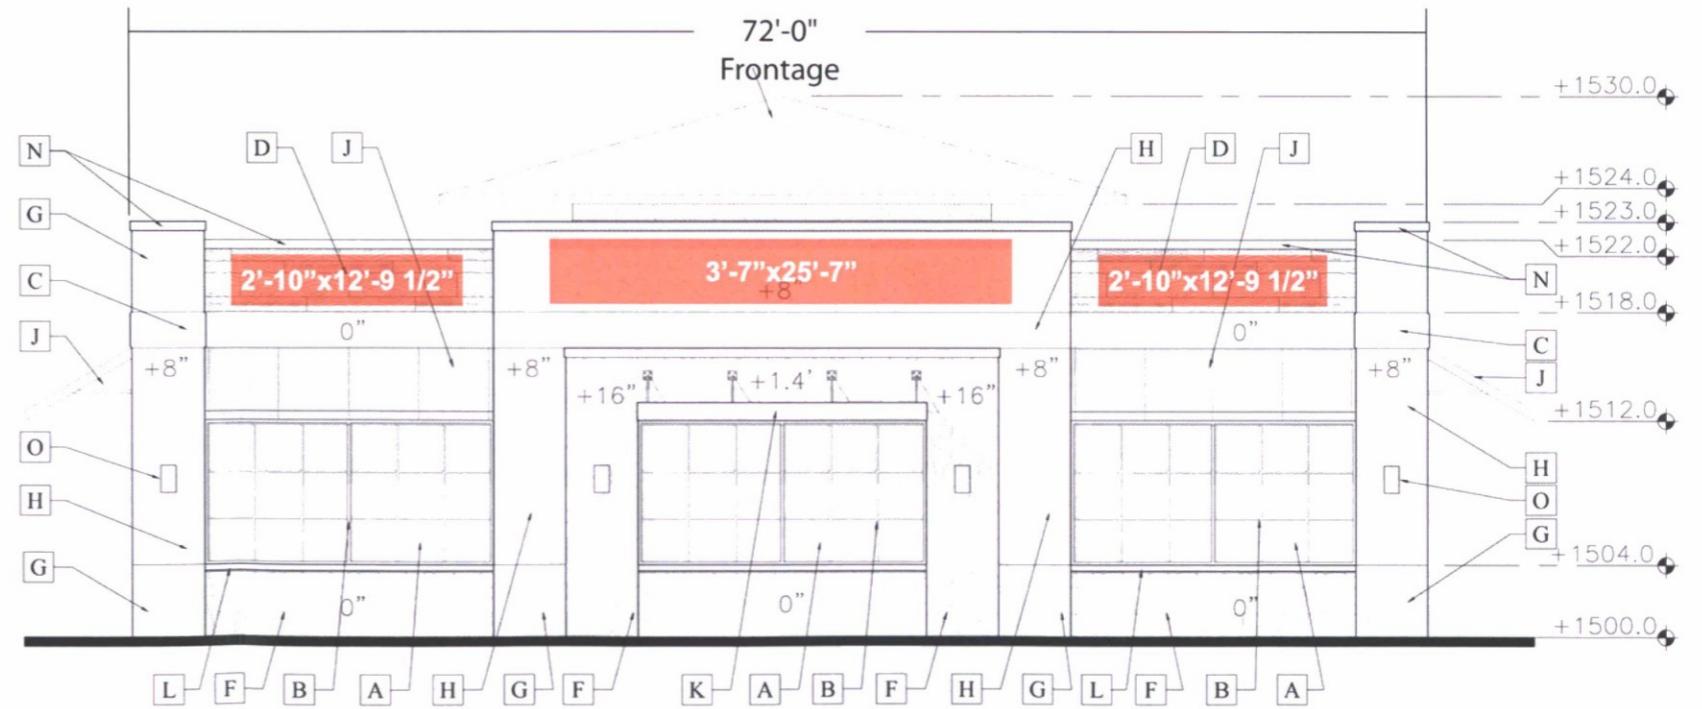 72'-0"
Frontage
+1530.0
N
D
J
H
D
J
+1524.0
G
+1523.0
+1522.0
C
2’-10”x12’-9 1/2”
3’-7”x25’-7”
+8"
2’-10”x12’-9 1/2”
N
+1518.0
J
0”
0”
C
+8”
+8”
+16”
+1.4'
+16”
+8”
+8”
J
+1512.0
O
H
H
O
G
G
+1504.0
0”
0”
0”
+1500.0
L
F
B
A
H
G
F
K
A
B
F
H
G
L
F
B
A